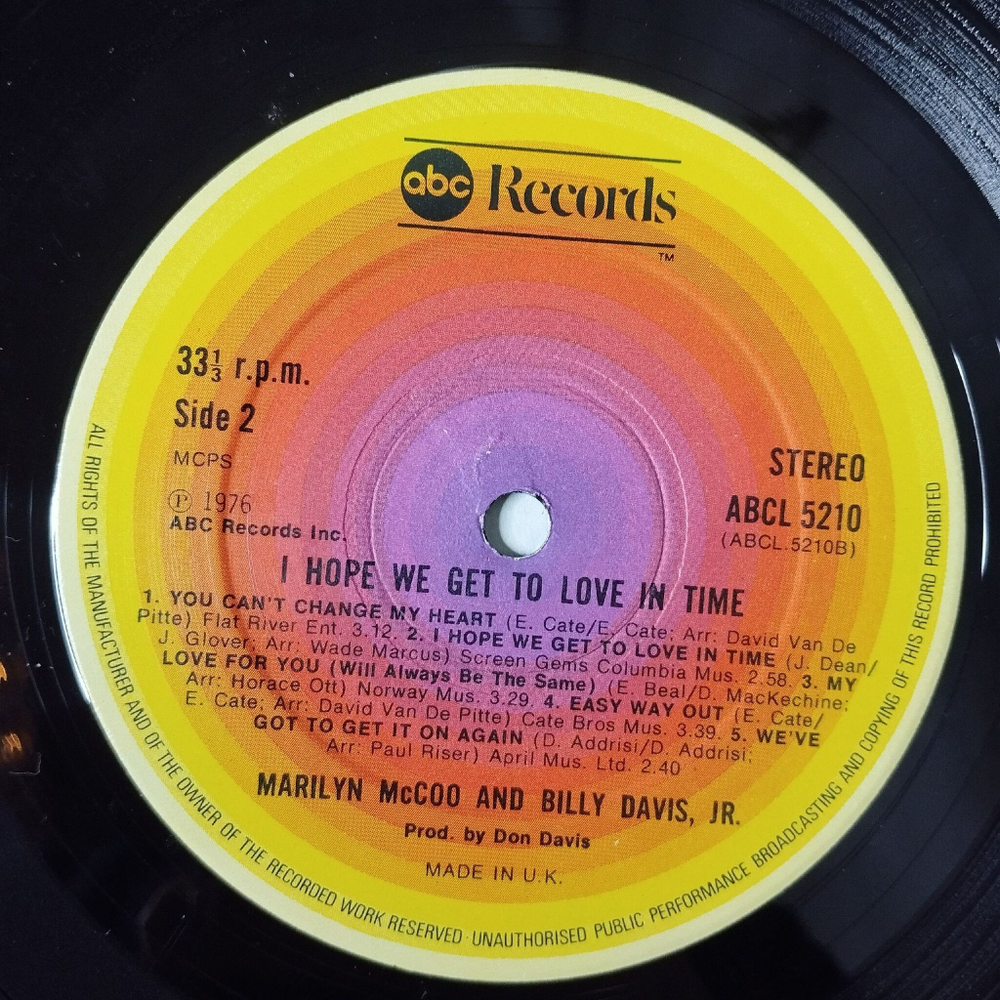 abc Records
™
33⅓ r.p.m.
Side 2
MCPS
℗ 1976
ABC Records Inc.
STEREO
ABCL 5210
(ABCL.5210B)
I HOPE WE GET TO LOVE IN TIME
1. YOU CAN'T CHANGE MY HEART (E. Cate/E. Cate; Arr: David Van De
Pitte) Flat River Ent. 3.12. 2. I HOPE WE GET TO LOVE IN TIME (J. Dean/
J. Glover; Arr: Wade Marcus) Screen Gems Columbia Mus. 2.58. 3. MY
LOVE FOR YOU (Will Always Be The Same) (E. Beal/D. MacKechine;
Arr: Horace Ott) Norway Mus. 3.29. 4. EASY WAY OUT (E. Cate/
E. Cate; Arr: David Van De Pitte) Cate Bros Mus. 3.39. 5. WE'VE
GOT TO GET IT ON AGAIN (D. Addrisi/D. Addrisi;
Arr: Paul Riser) April Mus. Ltd. 2.40
MARILYN McCOO AND BILLY DAVIS, JR.
Prod. by Don Davis
MADE IN U.K.
ALL RIGHTS OF THE MANUFACTURER AND OF THE OWNER OF THE RECORDED WORK RESERVED · UNAUTHORISED PUBLIC PERFORMANCE BROADCASTING AND COPYING OF THIS RECORD PROHIBITED